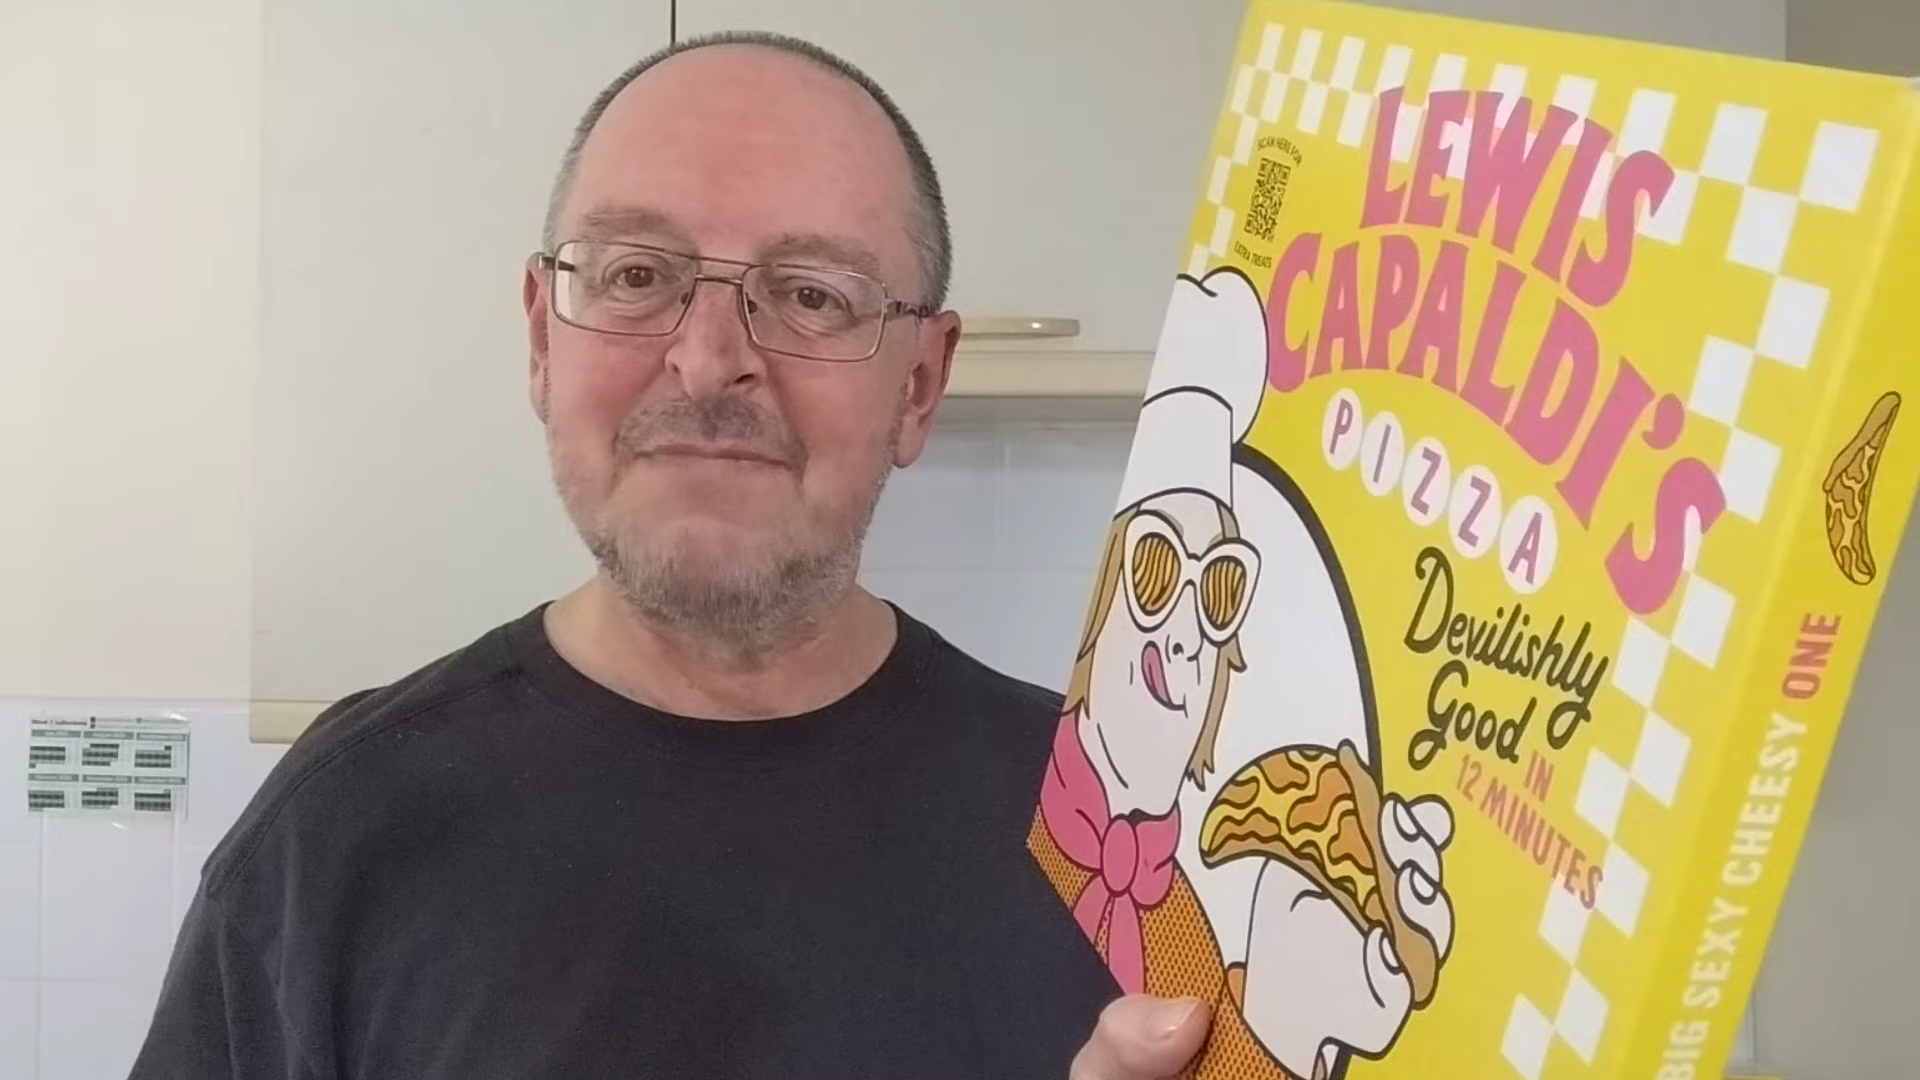 LEWIS
CAPALDI'S
PIZZA
Devilishly
Good IN
12 MINUTES
SCAN HERE FOR
EXTRA TREATS
BIG SEXY CHEESY ONE